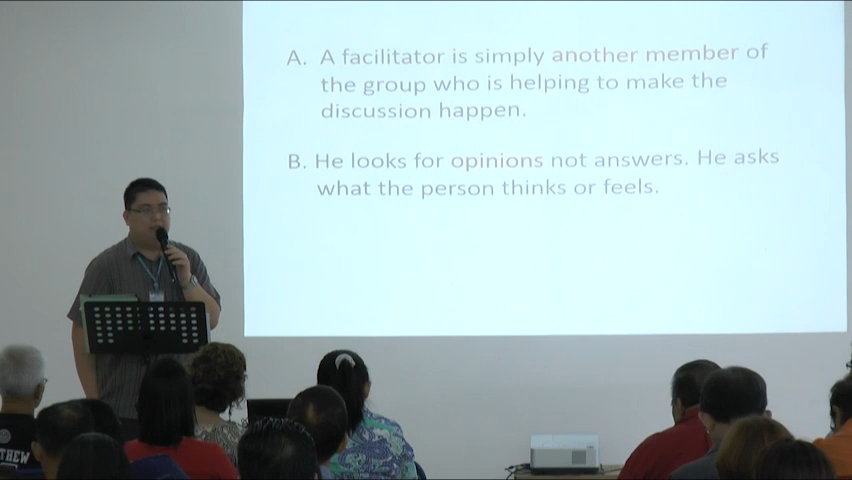 A. A facilitator is simply another member of
the group who is helping to make the
discussion happen.
B. He looks for opinions not answers. He asks
what the person thinks or feels.
THEW